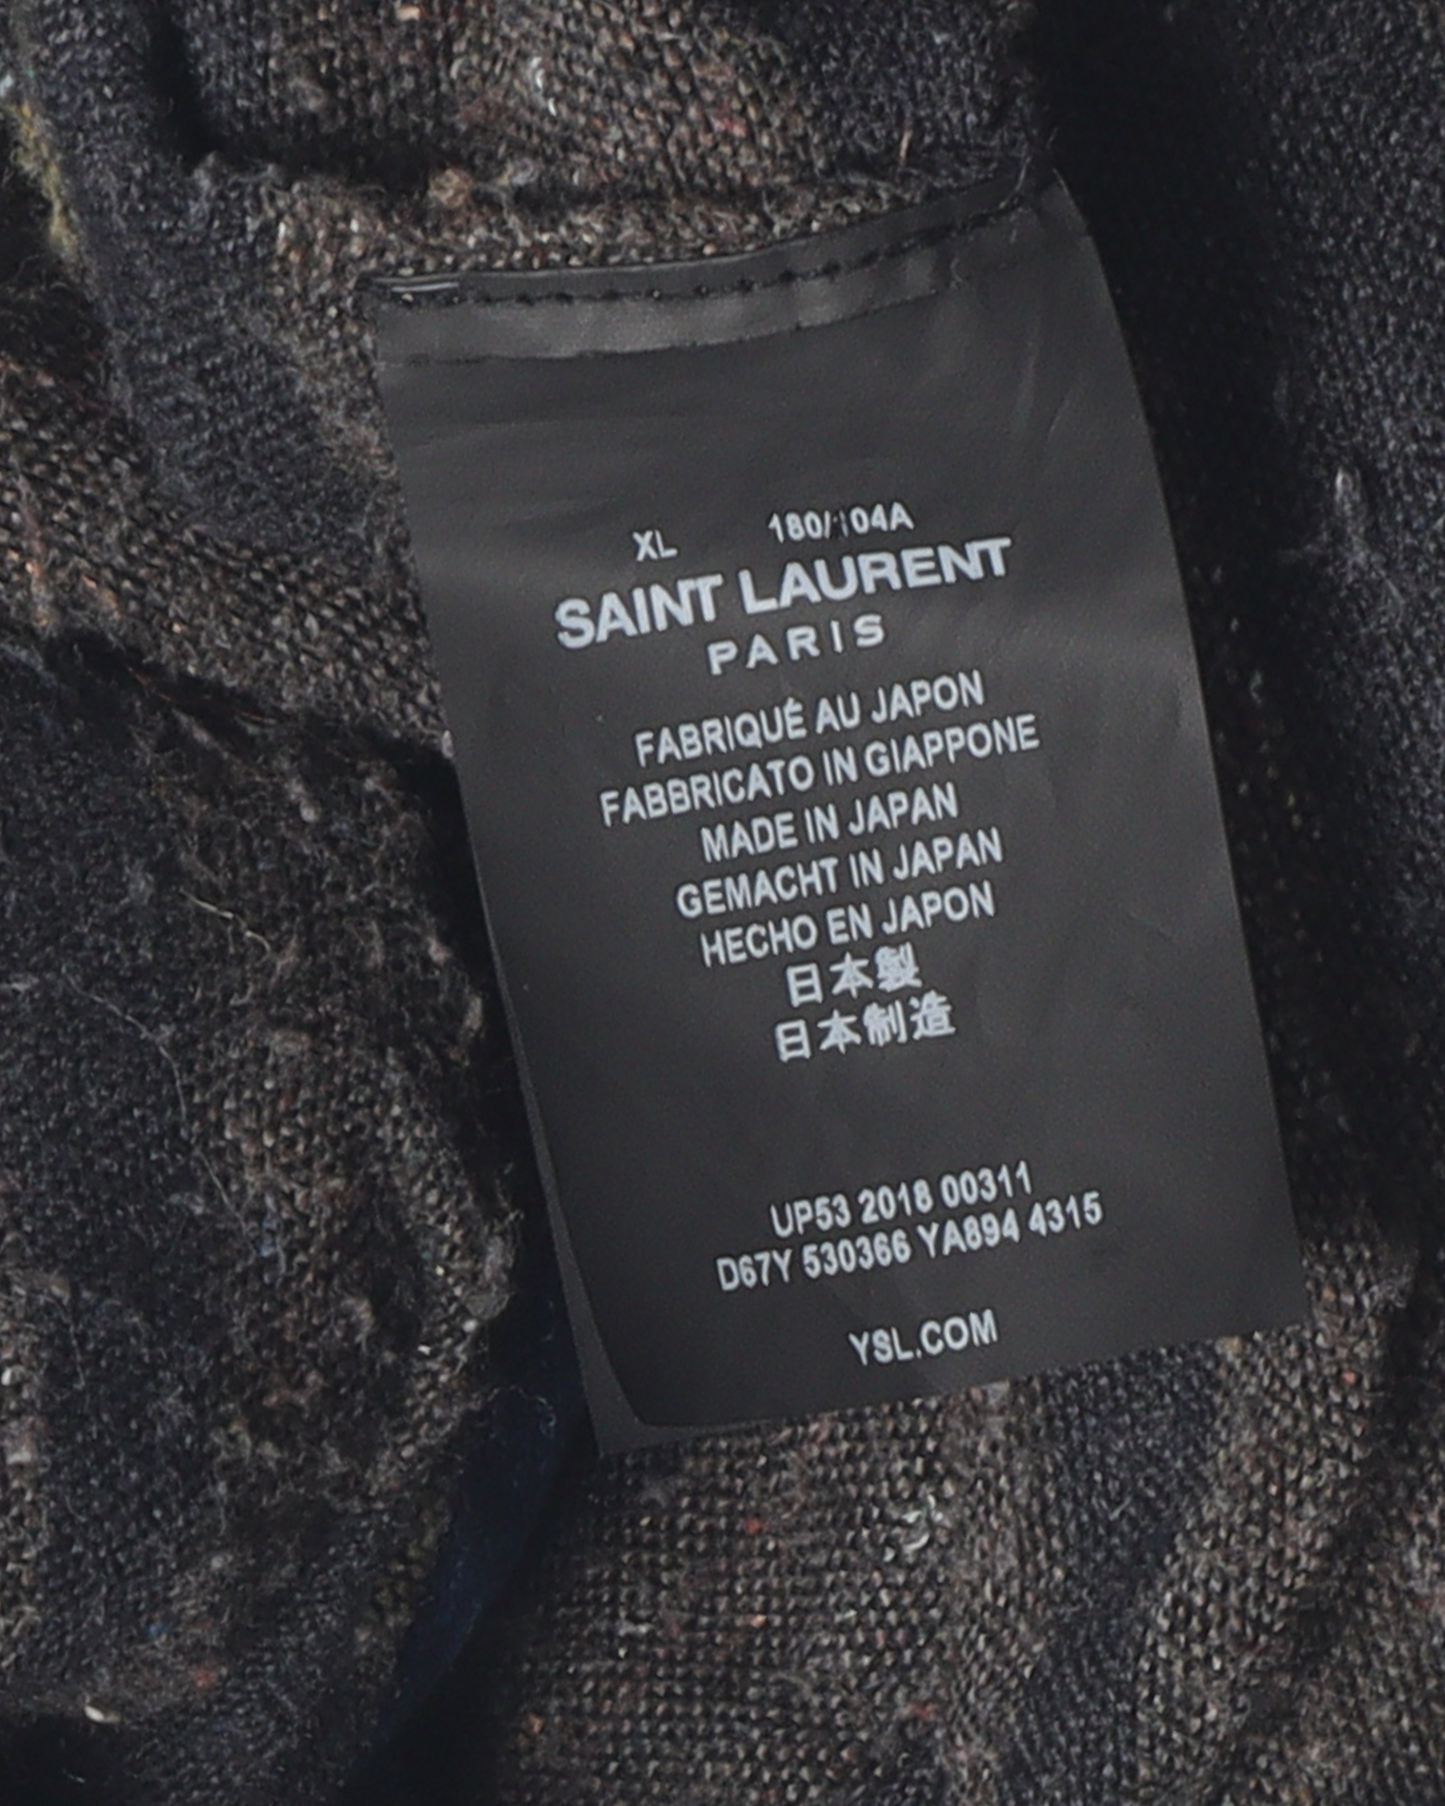 XL 180/104A
SAINT LAURENT
PARIS
FABRIQUÉ AU JAPON
FABBRICATO IN GIAPPONE
MADE IN JAPAN
GEMACHT IN JAPAN
HECHO EN JAPON
日本製
日本制造
UP53 2018 00311
D67Y 530366 YA894 4315
YSL.COM